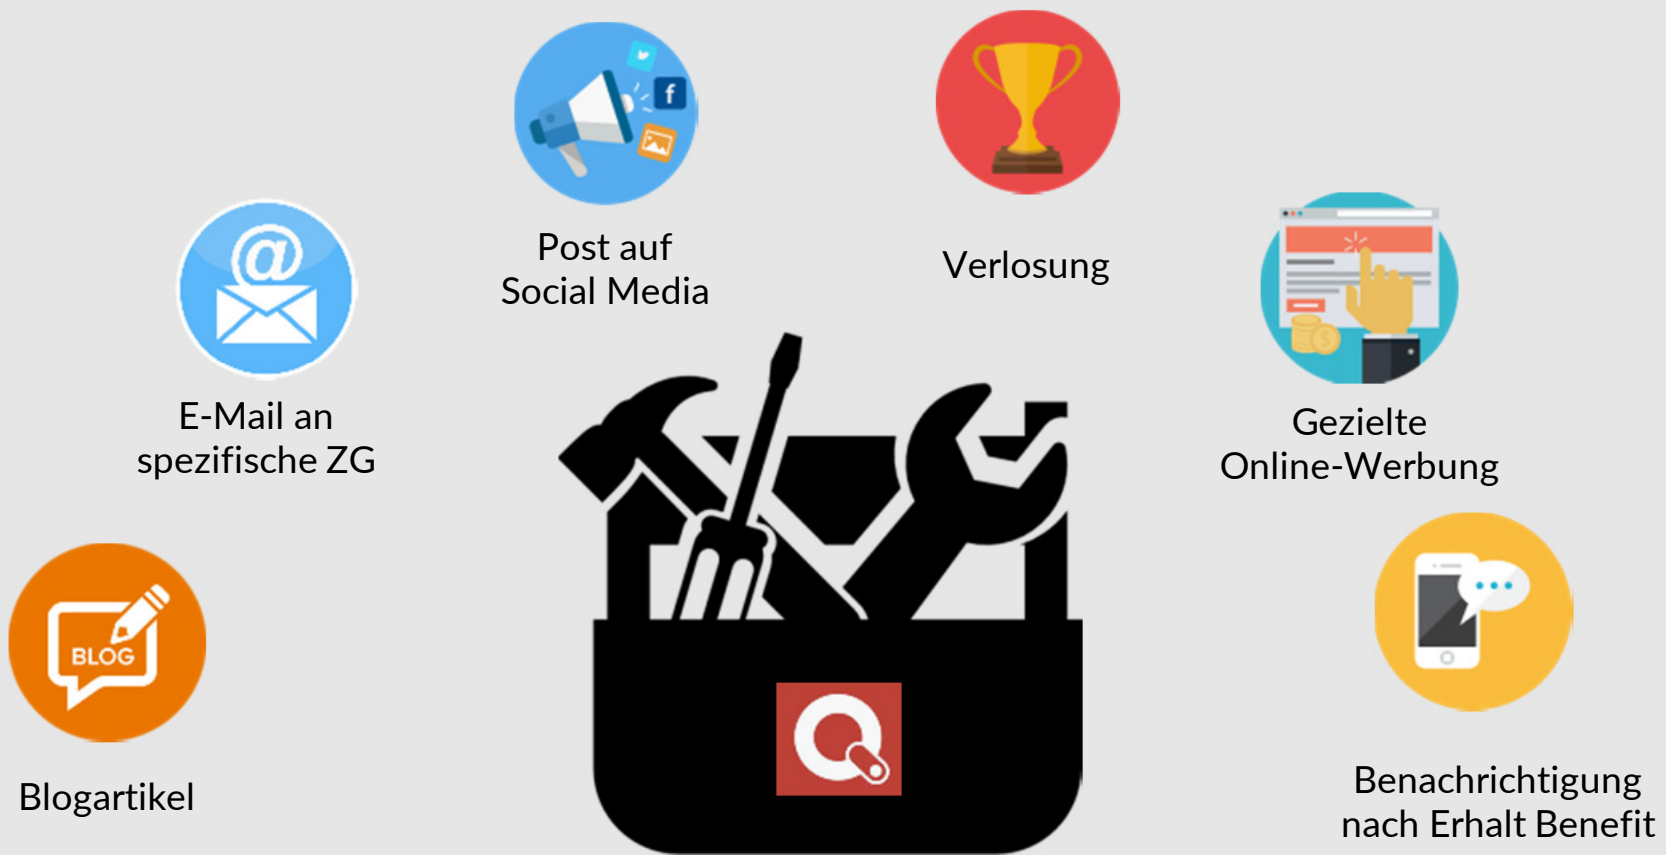 Post auf
Social Media
Verlosung
E-Mail an
spezifische ZG
Gezielte
Online-Werbung
BLOG
Blogartikel
Benachrichtigung
nach Erhalt Benefit